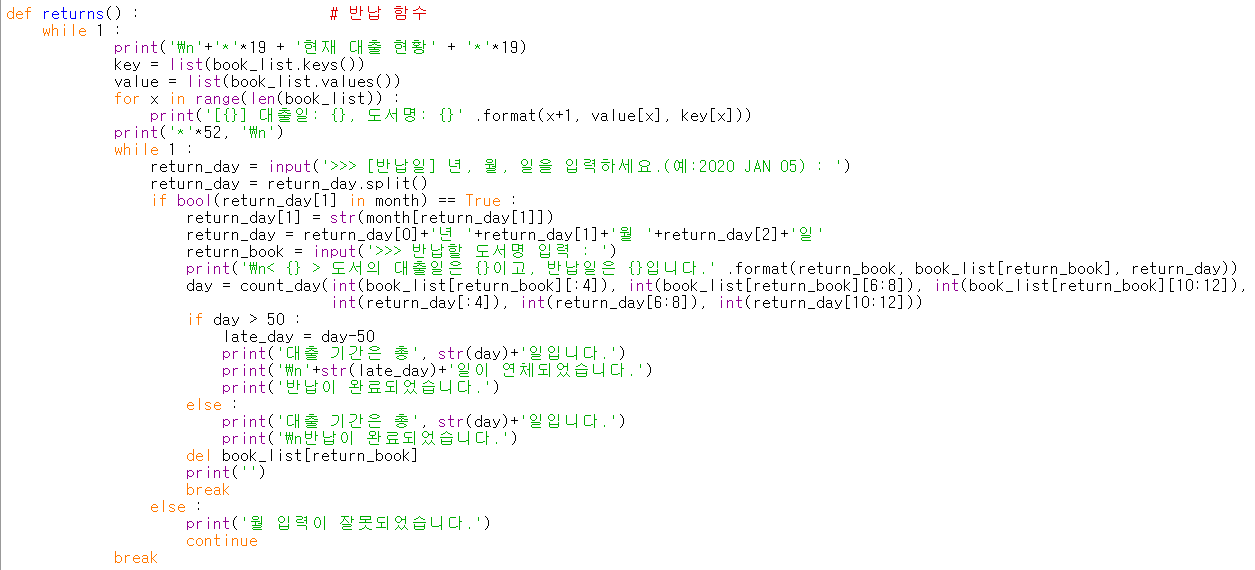 def returns() :                      # 반납 함수
    while 1 :
            print('₩n'+'*'*19 + '현재 대출 현황' + '*'*19)
            key = list(book_list.keys())
            value = list(book_list.values())
            for x in range(len(book_list)) :
                print('[{}] 대출일: {}, 도서명: {}' .format(x+1, value[x], key[x]))
            print('*'*52, '₩n')
            while 1 :
                return_day = input('>>> [반납일] 년, 월, 일을 입력하세요.(예:2020 JAN 05) : ')
                return_day = return_day.split()
                if bool(return_day[1] in month) == True :
                    return_day[1] = str(month[return_day[1]])
                    return_day = return_day[0]+'년 '+return_day[1]+'월 '+return_day[2]+'일'
                    return_book = input('>>> 반납할 도서명 입력 : ')
                    print('₩n< {} > 도서의 대출일은 {}이고, 반납일은 {}입니다.' .format(return_book, book_list[return_book], return_day))
                    day = count_day(int(book_list[return_book][:4]), int(book_list[return_book][6:8]), int(book_list[return_book][10:12]),
                                    int(return_day[:4]), int(return_day[6:8]), int(return_day[10:12]))
                    if day > 50 :
                        late_day = day-50
                        print('대출 기간은 총', str(day)+'일입니다.')
                        print('₩n'+str(late_day)+'일이 연체되었습니다.')
                        print('반납이 완료되었습니다.')
                    else :
                        print('대출 기간은 총', str(day)+'일입니다.')
                        print('₩n반납이 완료되었습니다.')
                    del book_list[return_book]
                    print('')
                    break
                else :
                    print('월 입력이 잘못되었습니다.')
                    continue
            break